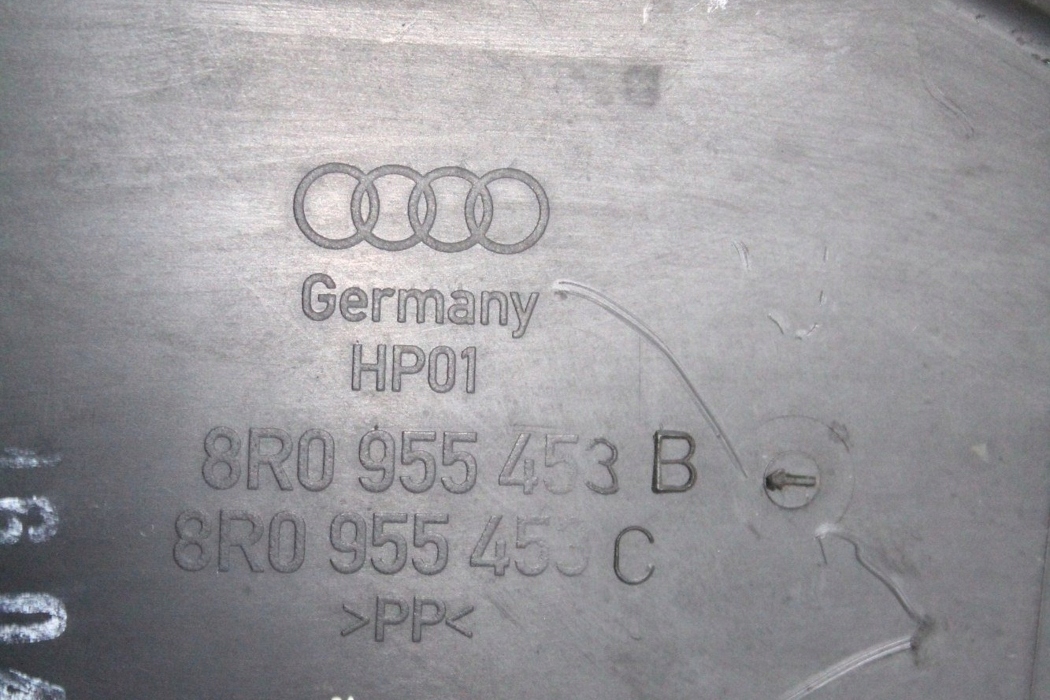 Germany
HP01
8R0 955 453 B
8R0 955 453 C
>PP<